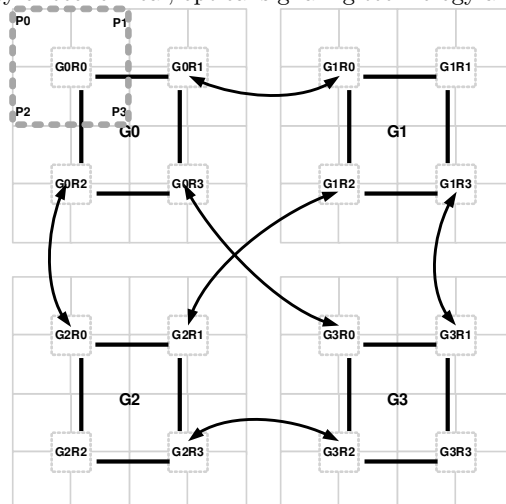 P0 P1
G0R0 G0R1 G1R0 G1R1
P2 P3
G0 G1
G0R2 G0R3 G1R2 G1R3
G2R0 G2R1 G3R0 G3R1
G2 G3
G2R2 G2R3 G3R2 G3R3